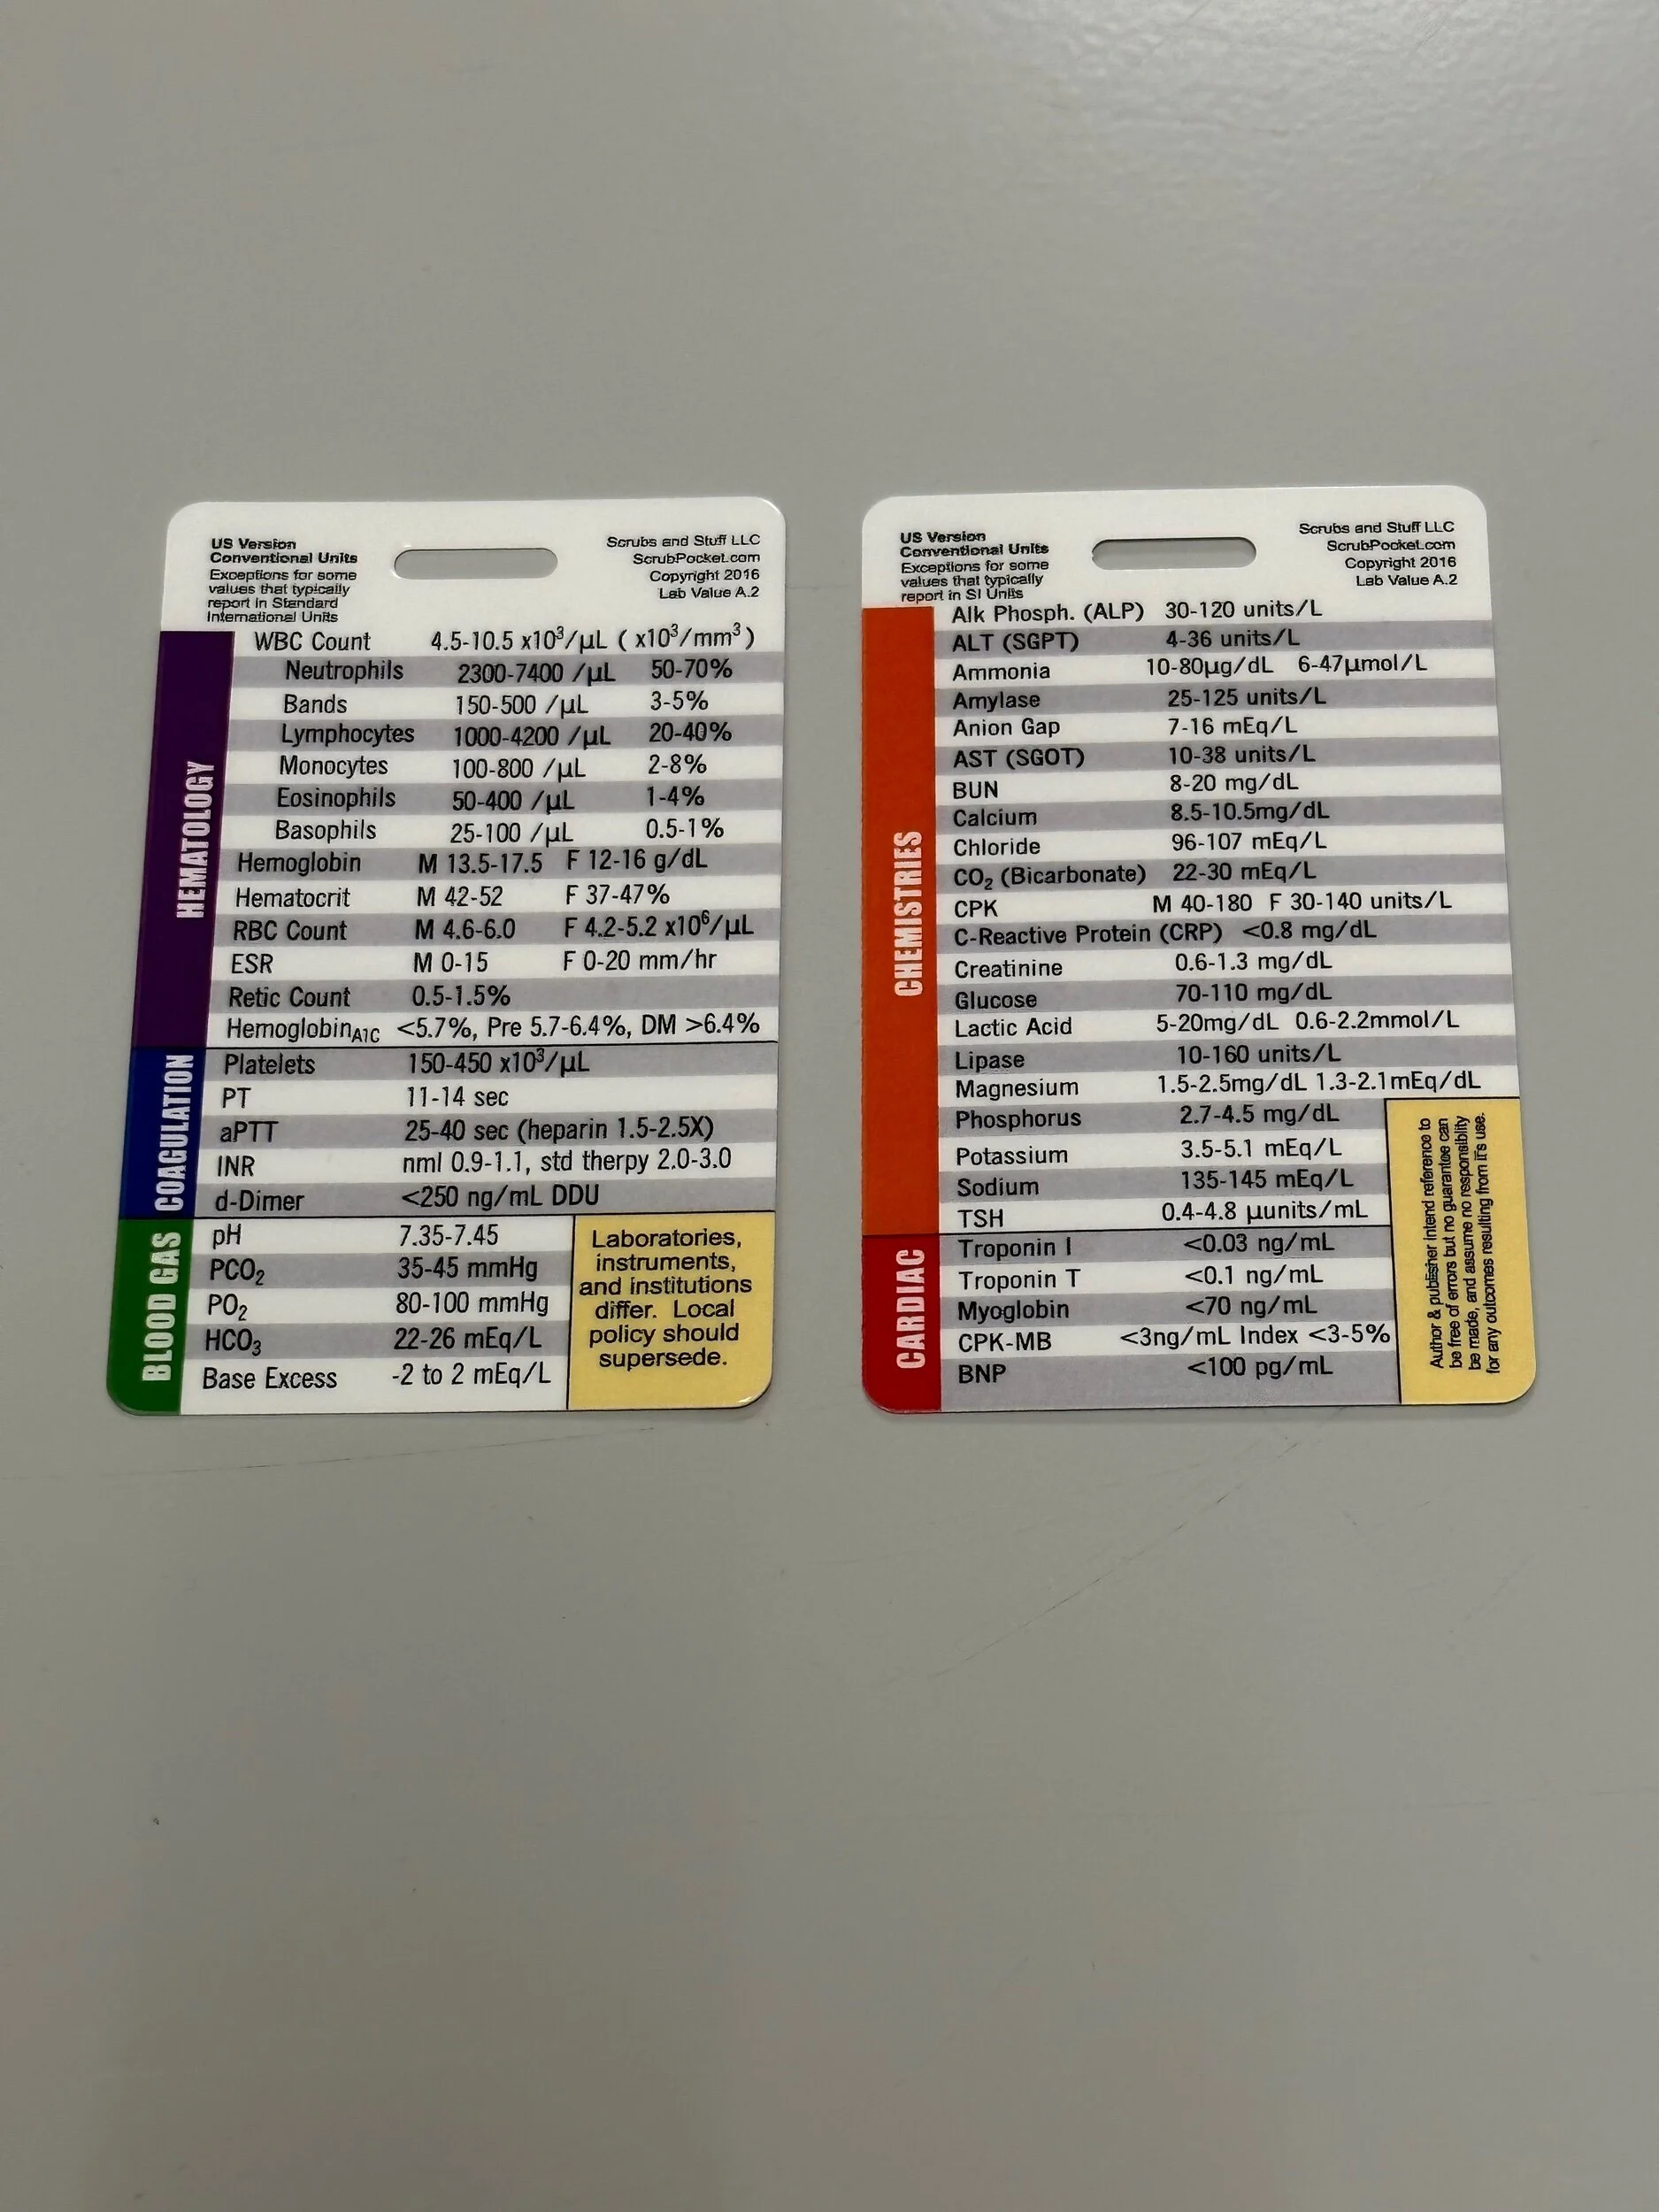 US Version
Conventional Units
Exceptions for some
values that typically
report in Standard
International Units
Scrubs and Stuff LLC
ScrubPocket.com
Copyright 2016
Lab Value A.2
HEMATOLOGY
WBC Count 4.5-10.5 x10³/µL ( x10³/mm³ )
Neutrophils 2300-7400 /µL 50-70%
Bands 150-500 /µL 3-5%
Lymphocytes 1000-4200 /µL 20-40%
Monocytes 100-800 /µL 2-8%
Eosinophils 50-400 /µL 1-4%
Basophils 25-100 /µL 0.5-1%
Hemoglobin M 13.5-17.5 F 12-16 g/dL
Hematocrit M 42-52 F 37-47%
RBC Count M 4.6-6.0 F 4.2-5.2 x10⁶/µL
ESR M 0-15 F 0-20 mm/hr
Retic Count 0.5-1.5%
HemoglobinA1C <5.7%, Pre 5.7-6.4%, DM >6.4%
COAGULATION
Platelets 150-450 x10³/µL
PT 11-14 sec
aPTT 25-40 sec (heparin 1.5-2.5X)
INR nml 0.9-1.1, std therpy 2.0-3.0
d-Dimer <250 ng/mL DDU
BLOOD GAS
pH 7.35-7.45
PCO₂ 35-45 mmHg
PO₂ 80-100 mmHg
HCO₃ 22-26 mEq/L
Base Excess -2 to 2 mEq/L
Laboratories,
instruments,
and institutions
differ. Local
policy should
supersede.
US Version
Conventional Units
Exceptions for some
values that typically
report in SI Units
Scrubs and Stuff LLC
ScrubPocket.com
Copyright 2016
Lab Value A.2
CHEMISTRIES
Alk Phosph. (ALP) 30-120 units/L
ALT (SGPT) 4-36 units/L
Ammonia 10-80µg/dL 6-47µmol/L
Amylase 25-125 units/L
Anion Gap 7-16 mEq/L
AST (SGOT) 10-38 units/L
BUN 8-20 mg/dL
Calcium 8.5-10.5mg/dL
Chloride 96-107 mEq/L
CO₂ (Bicarbonate) 22-30 mEq/L
CPK M 40-180 F 30-140 units/L
C-Reactive Protein (CRP) <0.8 mg/dL
Creatinine 0.6-1.3 mg/dL
Glucose 70-110 mg/dL
Lactic Acid 5-20mg/dL 0.6-2.2mmol/L
Lipase 10-160 units/L
Magnesium 1.5-2.5mg/dL 1.3-2.1mEq/dL
Phosphorus 2.7-4.5 mg/dL
Potassium 3.5-5.1 mEq/L
Sodium 135-145 mEq/L
TSH 0.4-4.8 µunits/mL
CARDIAC
Troponin I <0.03 ng/mL
Troponin T <0.1 ng/mL
Myoglobin <70 ng/mL
CPK-MB <3ng/mL Index <3-5%
BNP <100 pg/mL
Author & publisher intend reference to
be free of errors but no guarantee can
be made, and assume no responsiblity
for any outcomes resulting from it's use.